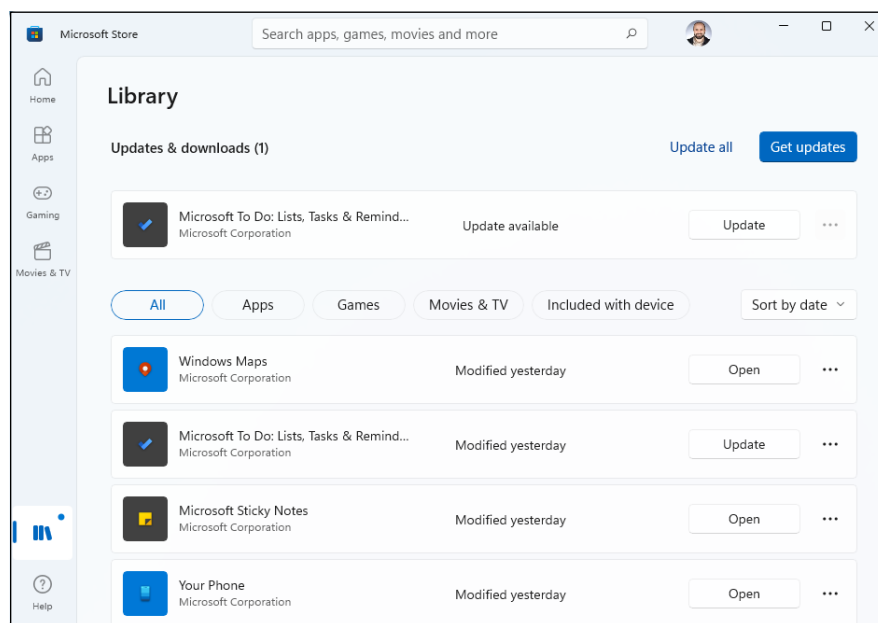 Microsoft Store
Search apps, games, movies and more
Home
Apps
Gaming
Movies & TV
Help
Library
Updates & downloads (1)
Update all
Get updates
Microsoft To Do: Lists, Tasks & Remind...
Microsoft Corporation
Update available
Update
All
Apps
Games
Movies & TV
Included with device
Sort by date
Windows Maps
Microsoft Corporation
Modified yesterday
Open
Microsoft To Do: Lists, Tasks & Remind...
Microsoft Corporation
Modified yesterday
Update
Microsoft Sticky Notes
Microsoft Corporation
Modified yesterday
Open
Your Phone
Microsoft Corporation
Modified yesterday
Open